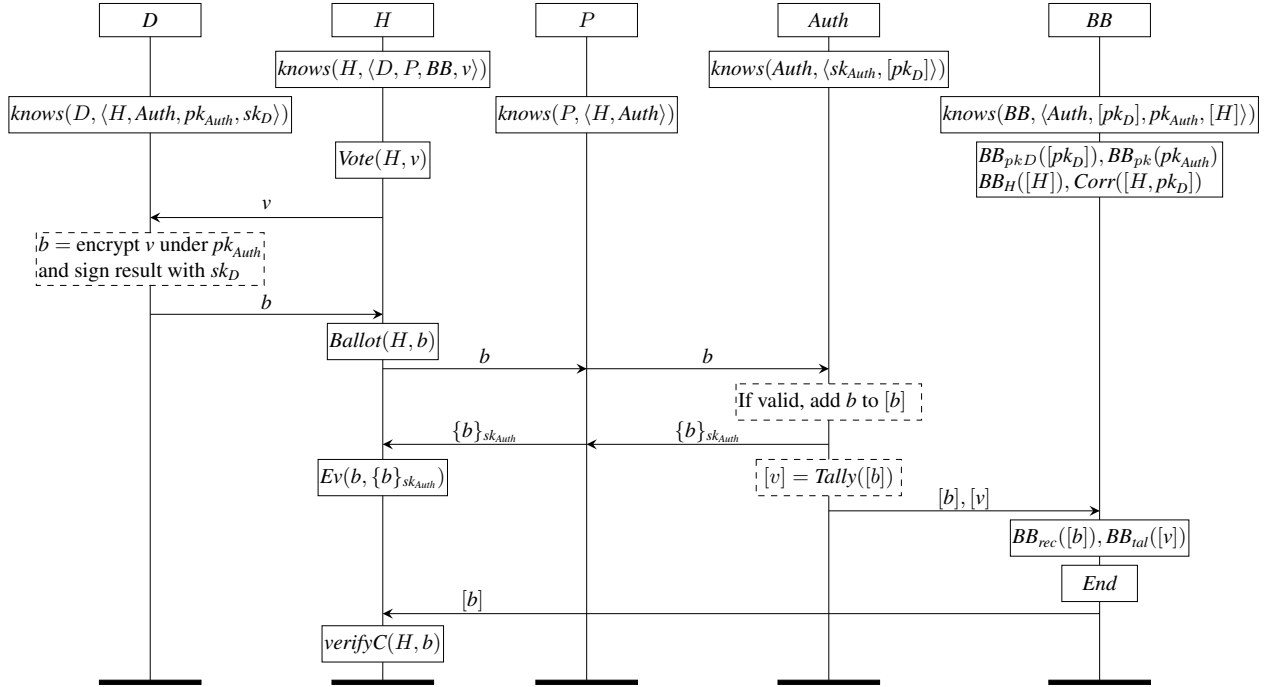 D
H
P
Auth
BB
knows(H, ⟨D, P, BB, v⟩)
knows(Auth, ⟨sk_Auth, [pk_D]⟩)
knows(D, ⟨H, Auth, pk_Auth, sk_D⟩)
knows(P, ⟨H, Auth⟩)
knows(BB, ⟨Auth, [pk_D], pk_Auth, [H]⟩)
Vote(H, v)
BB_pkD([pk_D]), BB_pk(pk_Auth)
BB_H([H]), Corr([H, pk_D])
v
b = encrypt v under pk_Auth
and sign result with sk_D
b
Ballot(H, b)
b
b
If valid, add b to [b]
{b}_sk_Auth
{b}_sk_Auth
Ev(b, {b}_sk_Auth)
[v] = Tally([b])
[b], [v]
BB_rec([b]), BB_tal([v])
End
[b]
verifyC(H, b)